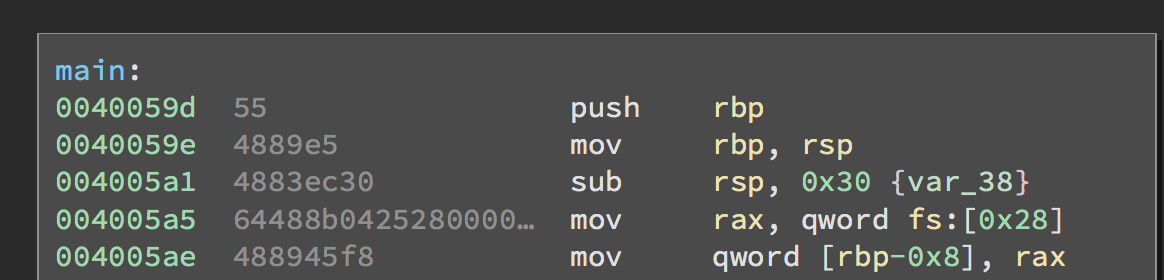 main:
0040059d 55 push rbp
0040059e 4889e5 mov rbp, rsp
004005a1 4883ec30 sub rsp, 0x30 {var_38}
004005a5 64488b0425280000… mov rax, qword fs:[0x28]
004005ae 488945f8 mov qword [rbp-0x8], rax